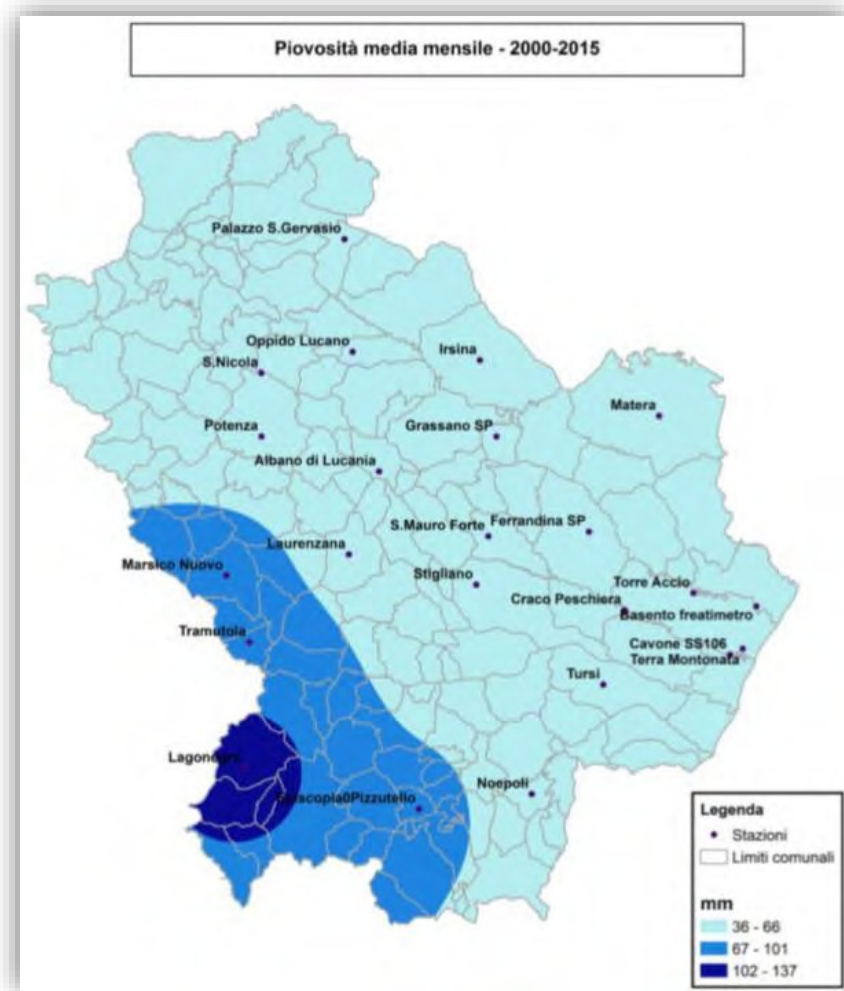 Piovosità media mensile - 2000-2015
Palazzo S.Gervasio
Oppido Lucano
Irsina
S.Nicola
Matera
Potenza
Grassano SP
Albano di Lucania
S.Mauro Forte
Ferrandina SP
Laurenzana
Marsico Nuovo
Stigliano
Torre Accio
Craco Peschiera
Basento freatimetro
Tramutola
Cavone SS106
Terra Montonata
Tursi
Lagonegro
Noepoli
Episcopia0Pizzutello
Legenda
Stazioni
Limiti comunali
mm
36 - 66
67 - 101
102 - 137